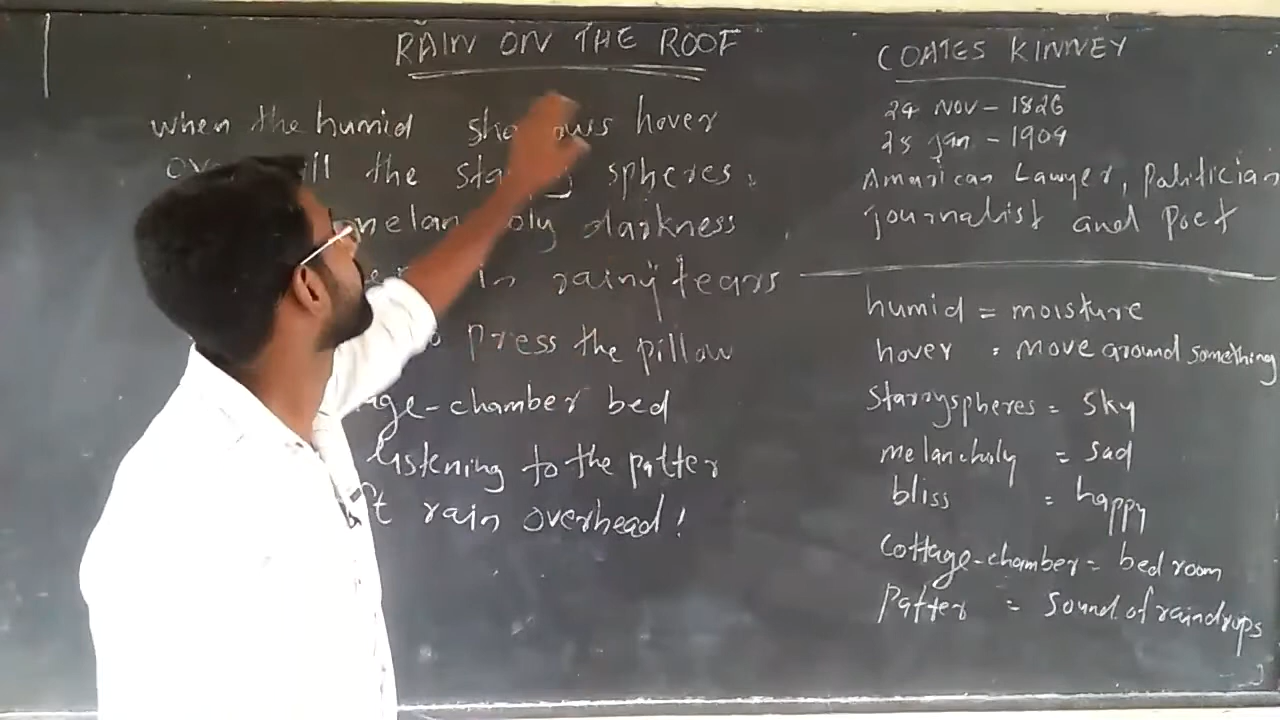 RAIN ON THE ROOF
when the humid hover
the spheres,
darkness
in rainy tears
Press the pillow
-chamber bed
listening to the patter
rain overhead!
COATES KINNEY
24 Nov - 1826
25 Jan - 1904
American Lawyer, Politician
Journalist and Poet
humid = moisture
hover = move around something
starryspheres = sky
melancholy = sad
bliss = happy
Cottage-chamber = bed room
Patter = sound of raindrops